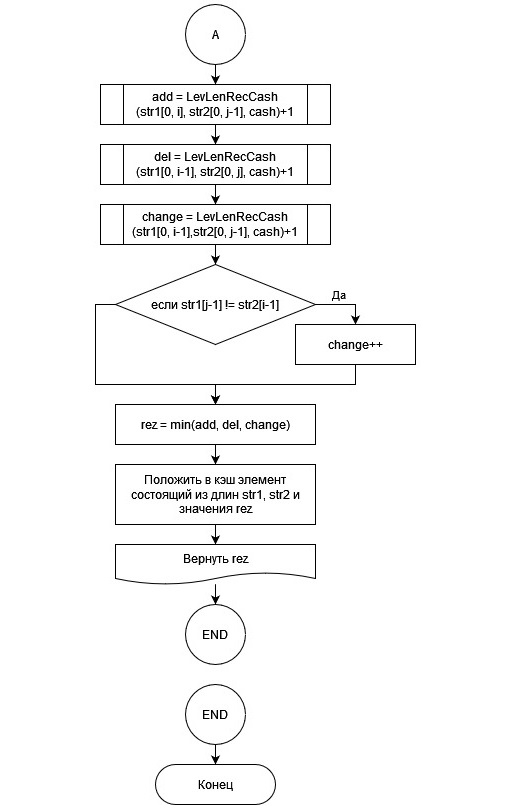 A
add = LevLenRecCash
(str1[0, i], str2[0, j-1], cash)+1
del = LevLenRecCash
(str1[0, i-1], str2[0, j], cash)+1
change = LevLenRecCash
(str1[0, i-1],str2[0, j-1], cash)+1
если str1[j-1] != str2[i-1]
Да
change++
rez = min(add, del, change)
Положить в кэш элемент
состоящий из длин str1, str2 и
значения rez
Вернуть rez
END
END
Конец